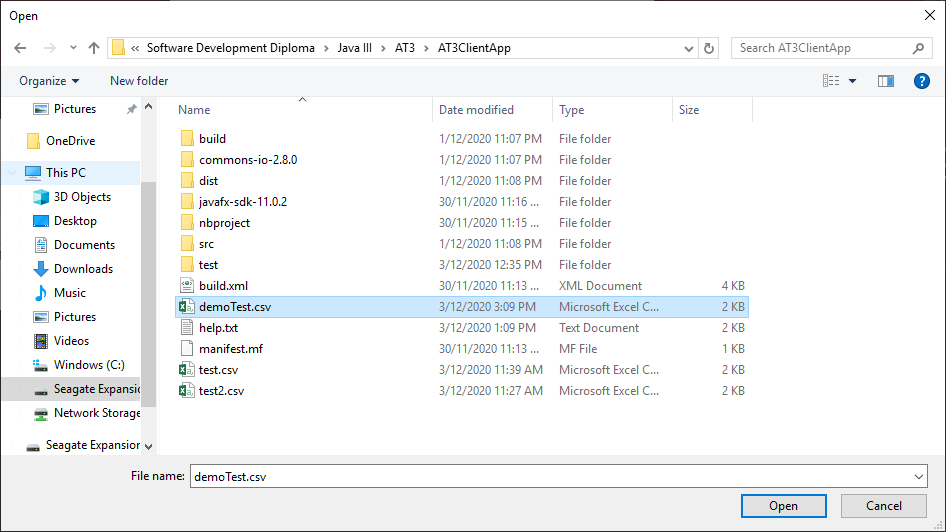 Open
« Software Development Diploma > Java III > AT3 > AT3ClientApp
Search AT3ClientApp
Organize
New folder
?
Pictures
OneDrive
This PC
3D Objects
Desktop
Documents
Downloads
Music
Pictures
Videos
Windows (C:)
Seagate Expansio
Network Storage
Seagate Expansion
Name Date modified Type Size
build 1/12/2020 11:07 PM File folder
commons-io-2.8.0 1/12/2020 11:07 PM File folder
dist 1/12/2020 11:08 PM File folder
javafx-sdk-11.0.2 30/11/2020 11:16 ... File folder
nbproject 30/11/2020 11:15 ... File folder
src 1/12/2020 11:08 PM File folder
test 3/12/2020 12:35 PM File folder
build.xml 30/11/2020 11:13 ... XML Document 4 KB
demoTest.csv 3/12/2020 3:09 PM Microsoft Excel C... 2 KB
help.txt 3/12/2020 1:09 PM Text Document 2 KB
manifest.mf 30/11/2020 11:13 ... MF File 1 KB
test.csv 3/12/2020 11:39 AM Microsoft Excel C... 2 KB
test2.csv 3/12/2020 11:27 AM Microsoft Excel C... 2 KB
File name: demoTest.csv
Open Cancel